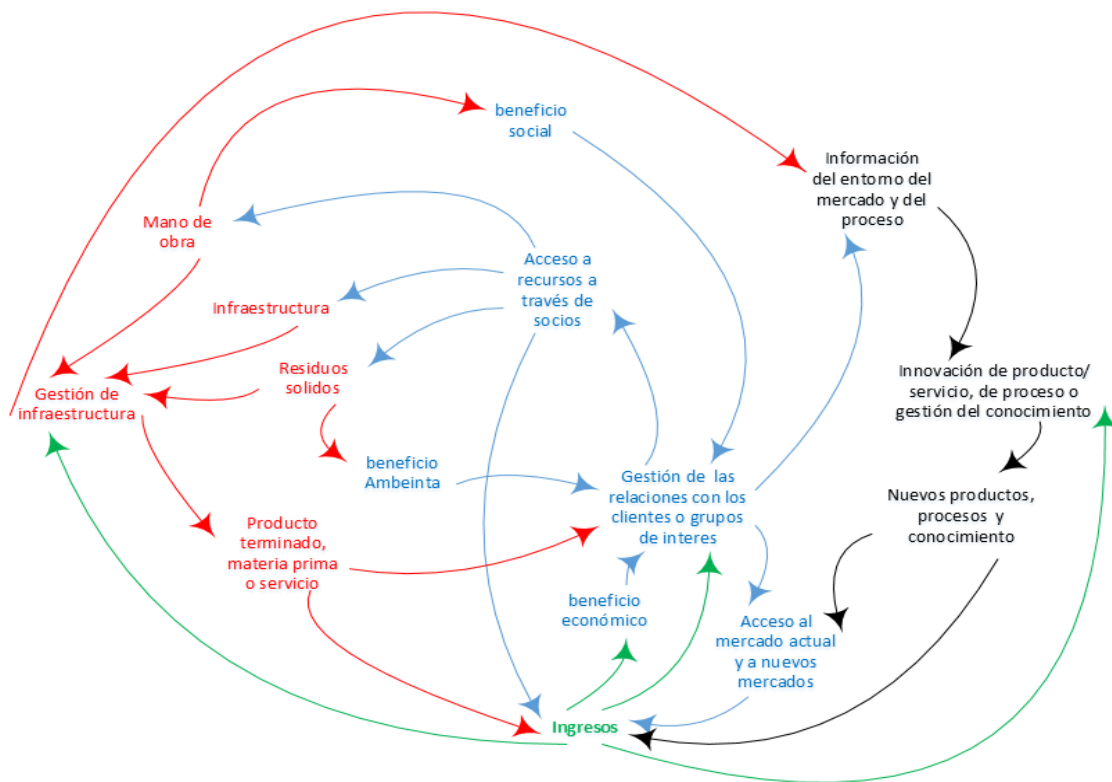 beneficio
social
Información
del entorno del
mercado y del
proceso
Mano de
obra
Acceso a
recursos a
través de
socios
Infraestructura
Residuos
solidos
Gestión de
infraestructura
Innovación de producto/
servicio, de proceso o
gestión del conocimiento
beneficio
Ambeinta
Gestión de las
relaciones con los
clientes o grupos
de interes
Nuevos productos,
procesos y
conocimiento
Producto
terminado,
materia prima
o servicio
beneficio
económico
Acceso al
mercado actual
y a nuevos
mercados
Ingresos